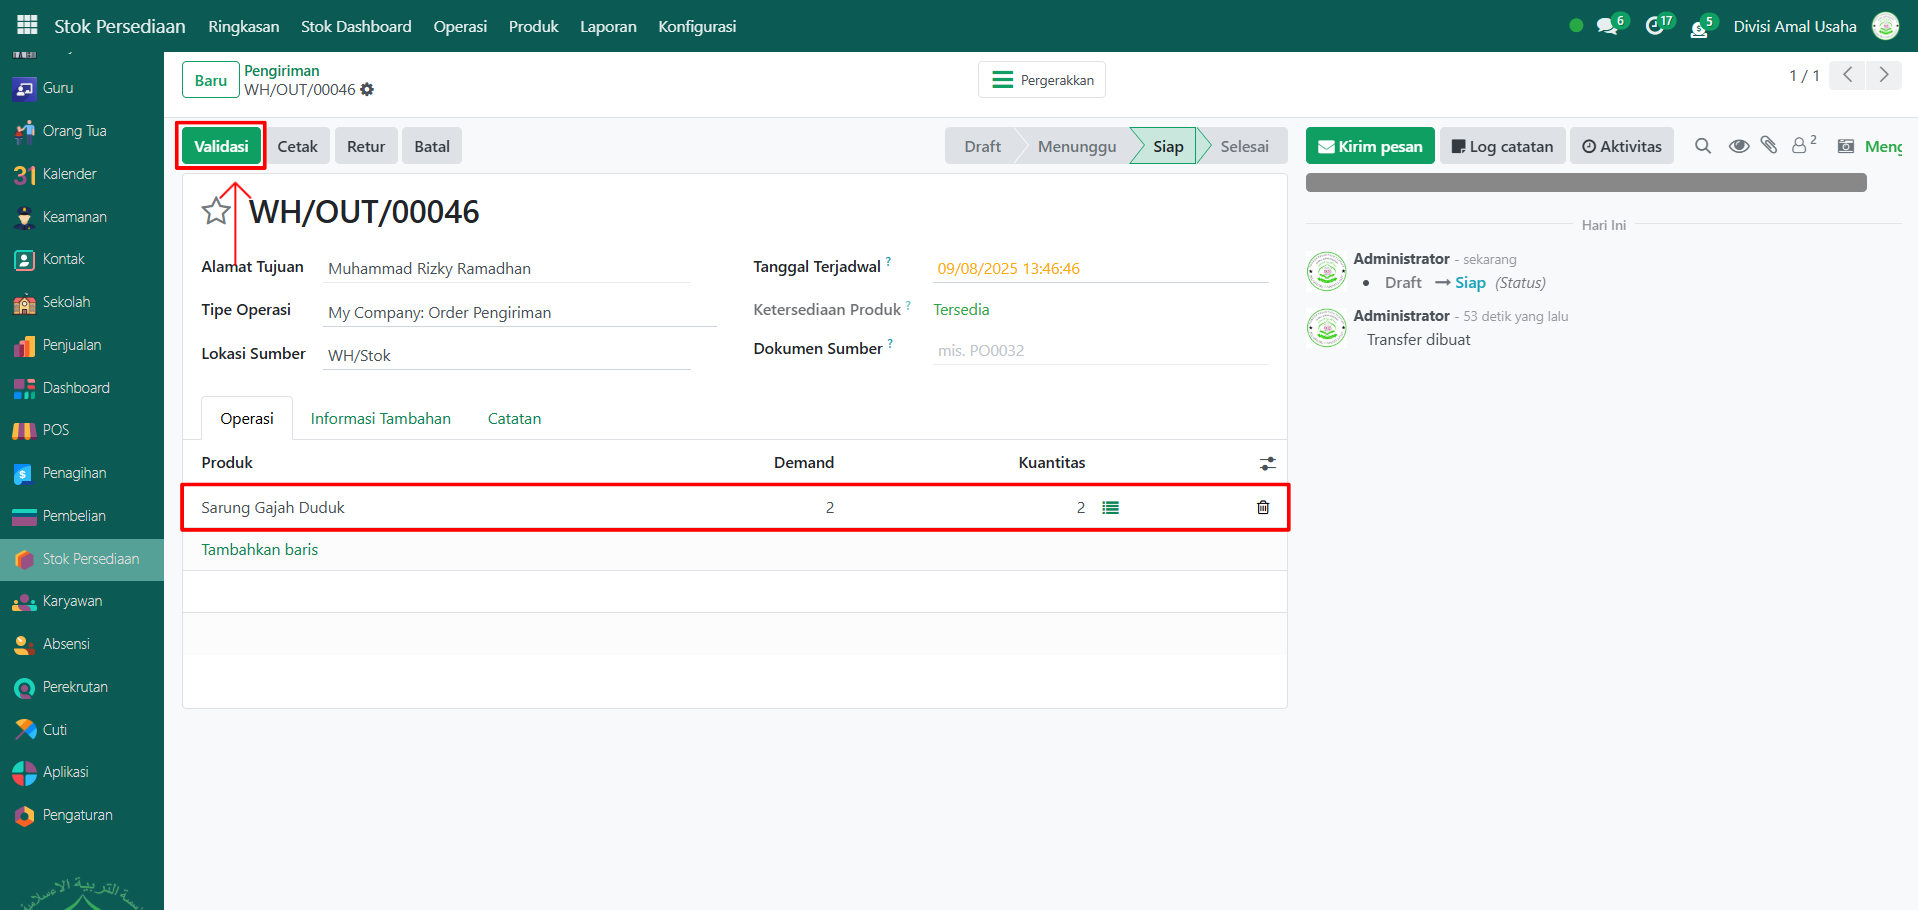 Stok Persediaan Ringkasan Stok Dashboard Operasi Produk Laporan Konfigurasi 6 17 5 Divisi Amal Usaha
Guru
Orang Tua
31 Kalender
Keamanan
Kontak
Sekolah
Penjualan
Dashboard
POS
Penagihan
Pembelian
Stok Persediaan
Karyawan
Absensi
Perekrutan
Cuti
Aplikasi
Pengaturan
Baru
Pengiriman
WH/OUT/00046
Pergerakkan
1 / 1
Validasi Cetak Retur Batal
Draft Menunggu Siap Selesai
Kirim pesan Log catatan Aktivitas 2 Meng
WH/OUT/00046
Alamat Tujuan Muhammad Rizky Ramadhan
Tipe Operasi My Company: Order Pengiriman
Lokasi Sumber WH/Stok
Tanggal Terjadwal ? 09/08/2025 13:46:46
Ketersediaan Produk ? Tersedia
Dokumen Sumber ? mis. PO0032
Operasi Informasi Tambahan Catatan
Produk Demand Kuantitas
Sarung Gajah Duduk 2 2
Tambahkan baris
Hari Ini
Administrator - sekarang
• Draft → Siap (Status)
Administrator - 53 detik yang lalu
Transfer dibuat